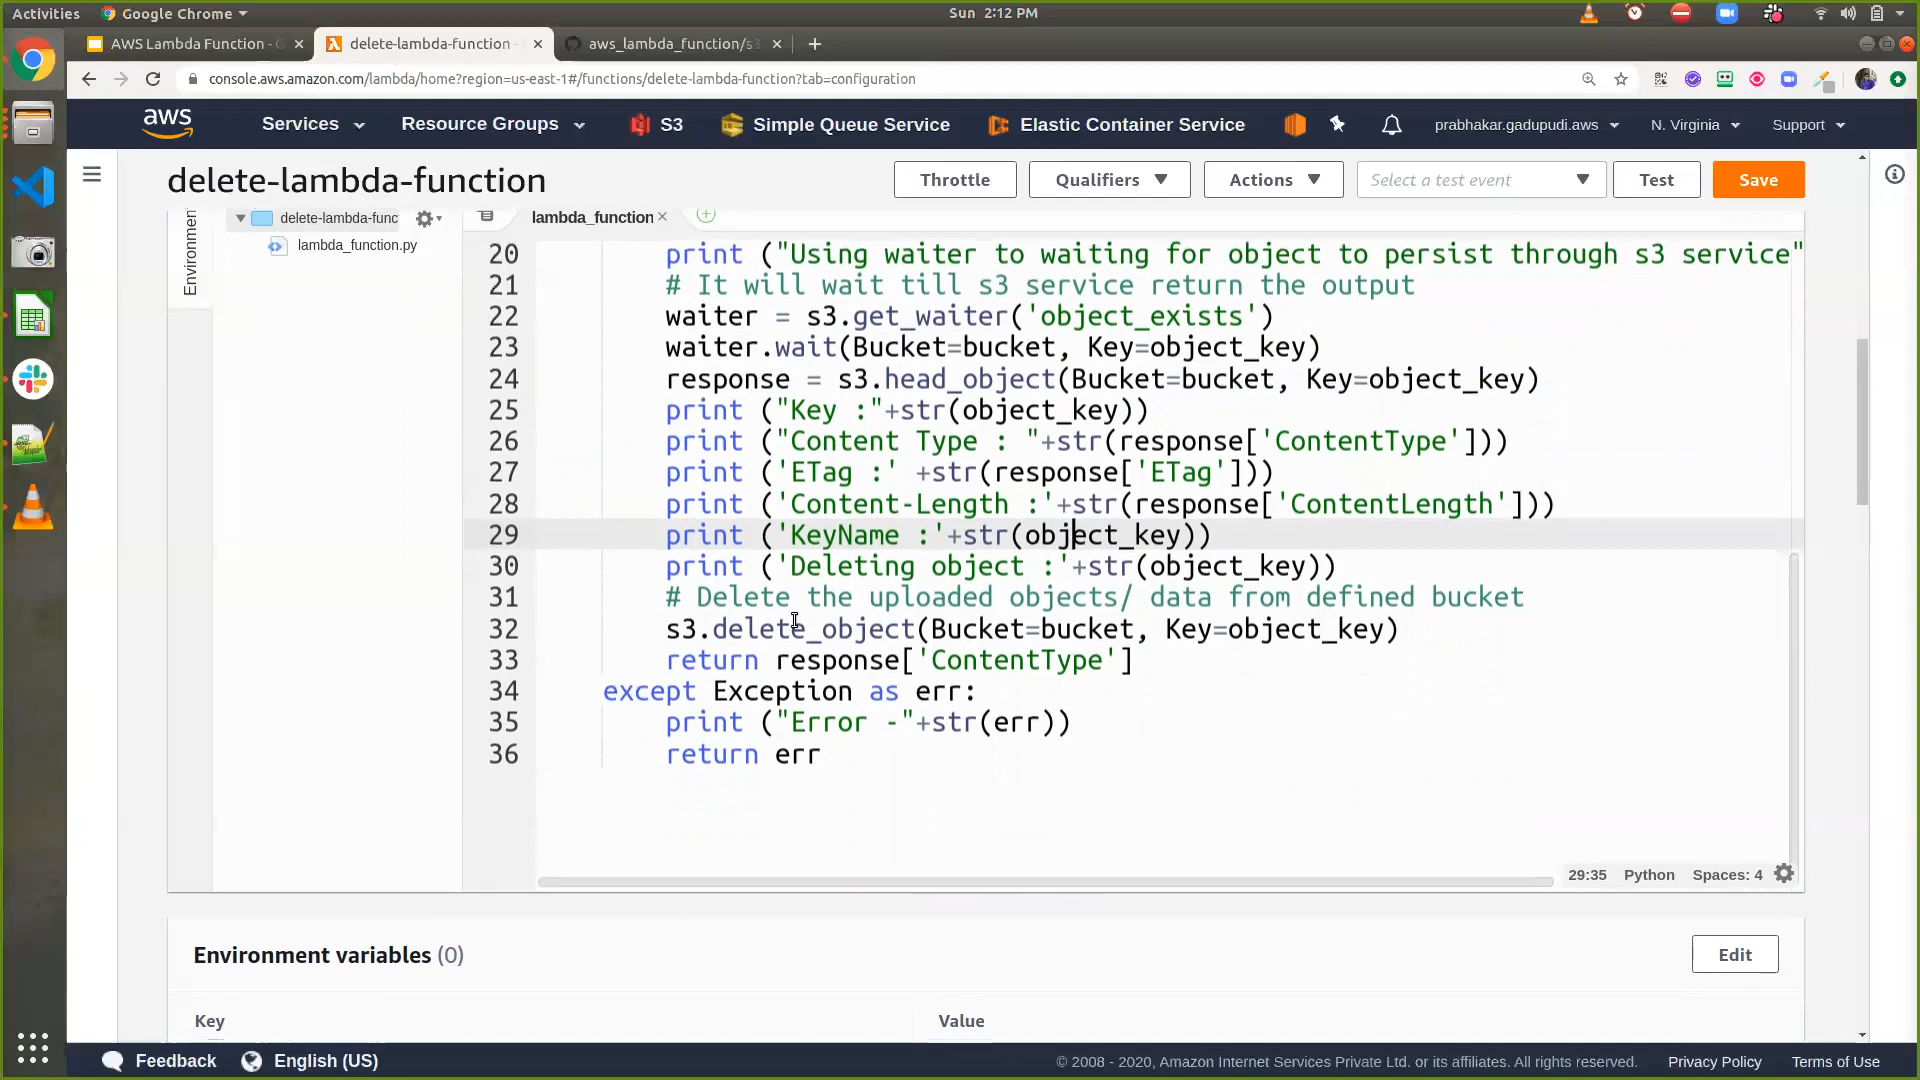 Activities
Google Chrome
Sun 2:12 PM
AWS Lambda Function - G
delete-lambda-function -
aws_lambda_function/s3
console.aws.amazon.com/lambda/home?region=us-east-1#/functions/delete-lambda-function?tab=configuration
aws Services Resource Groups S3 Simple Queue Service Elastic Container Service prabhakar.gadupudi.aws N. Virginia Support
delete-lambda-function
Throttle Qualifiers Actions Select a test event Test Save
Environmen
delete-lambda-func
lambda_function.py
lambda_function
20 print ("Using waiter to waiting for object to persist through s3 service"
21 # It will wait till s3 service return the output
22 waiter = s3.get_waiter('object_exists')
23 waiter.wait(Bucket=bucket, Key=object_key)
24 response = s3.head_object(Bucket=bucket, Key=object_key)
25 print ("Key :"+str(object_key))
26 print ("Content Type : "+str(response['ContentType']))
27 print ('ETag :' +str(response['ETag']))
28 print ('Content-Length :'+str(response['ContentLength']))
29 print ('KeyName :'+str(object_key))
30 print ('Deleting object :'+str(object_key))
31 # Delete the uploaded objects/ data from defined bucket
32 s3.delete_object(Bucket=bucket, Key=object_key)
33 return response['ContentType']
34 except Exception as err:
35 print ("Error -"+str(err))
36 return err
29:35 Python Spaces: 4
Environment variables (0)
Edit
Key Value
Feedback English (US)
© 2008 - 2020, Amazon Internet Services Private Ltd. or its affiliates. All rights reserved. Privacy Policy Terms of Use